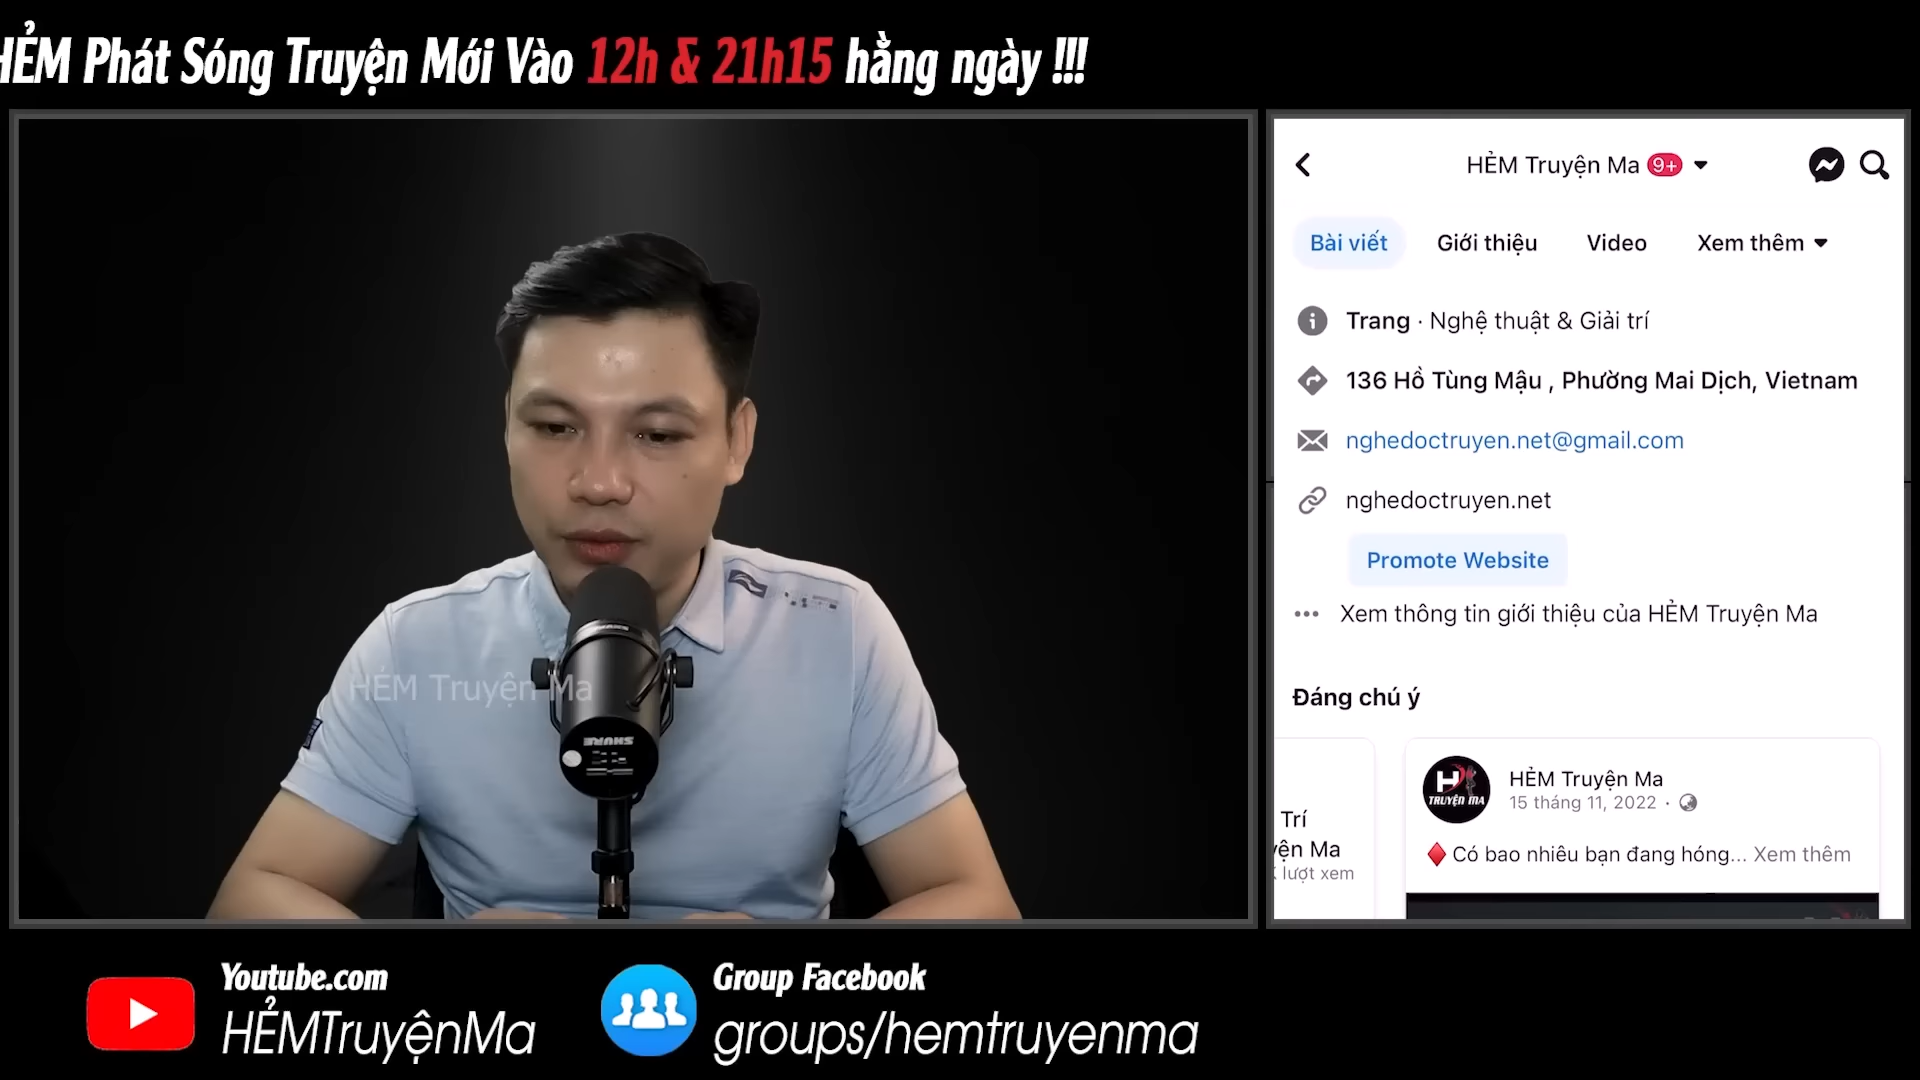 HẺM Phát Sóng Truyện Mới Vào 12h & 21h15 hằng ngày !!!
HẺM Truyện Ma 9+
Bài viết Giới thiệu Video Xem thêm
Trang · Nghệ thuật & Giải trí
136 Hồ Tùng Mậu , Phường Mai Dịch, Vietnam
nghedoctruyen.net@gmail.com
nghedoctruyen.net
Promote Website
Xem thông tin giới thiệu của HẺM Truyện Ma
Đáng chú ý
Trí
yện Ma
lượt xem
H
TRUYỆN MA
HẺM Truyện Ma
15 tháng 11, 2022 ·
Có bao nhiêu bạn đang hóng... Xem thêm
HẺM Truyện Ma
SHURE
Youtube.com
HẺMTruyệnMa
Group Facebook
groups/hemtruyenma